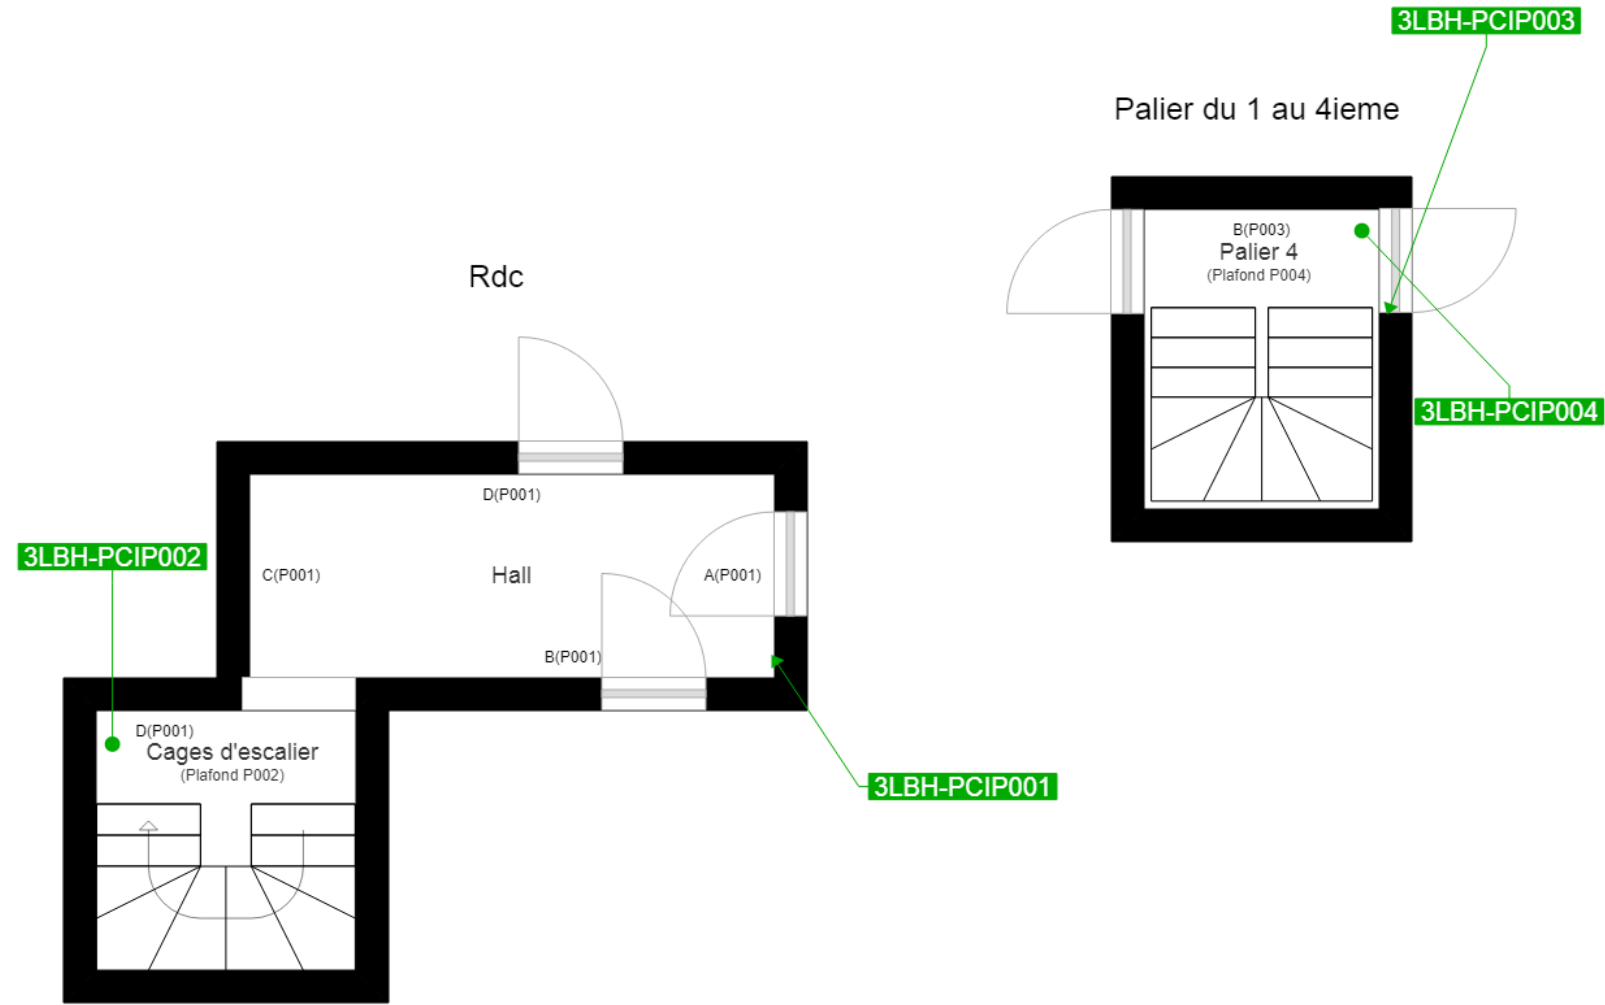 3LBH-PCIP003
Palier du 1 au 4ieme
B(P003)
Palier 4
(Plafond P004)
3LBH-PCIP004
Rdc
D(P001)
3LBH-PCIP002
C(P001)
Hall
A(P001)
B(P001)
D(P001)
Cages d'escalier
(Plafond P002)
3LBH-PCIP001